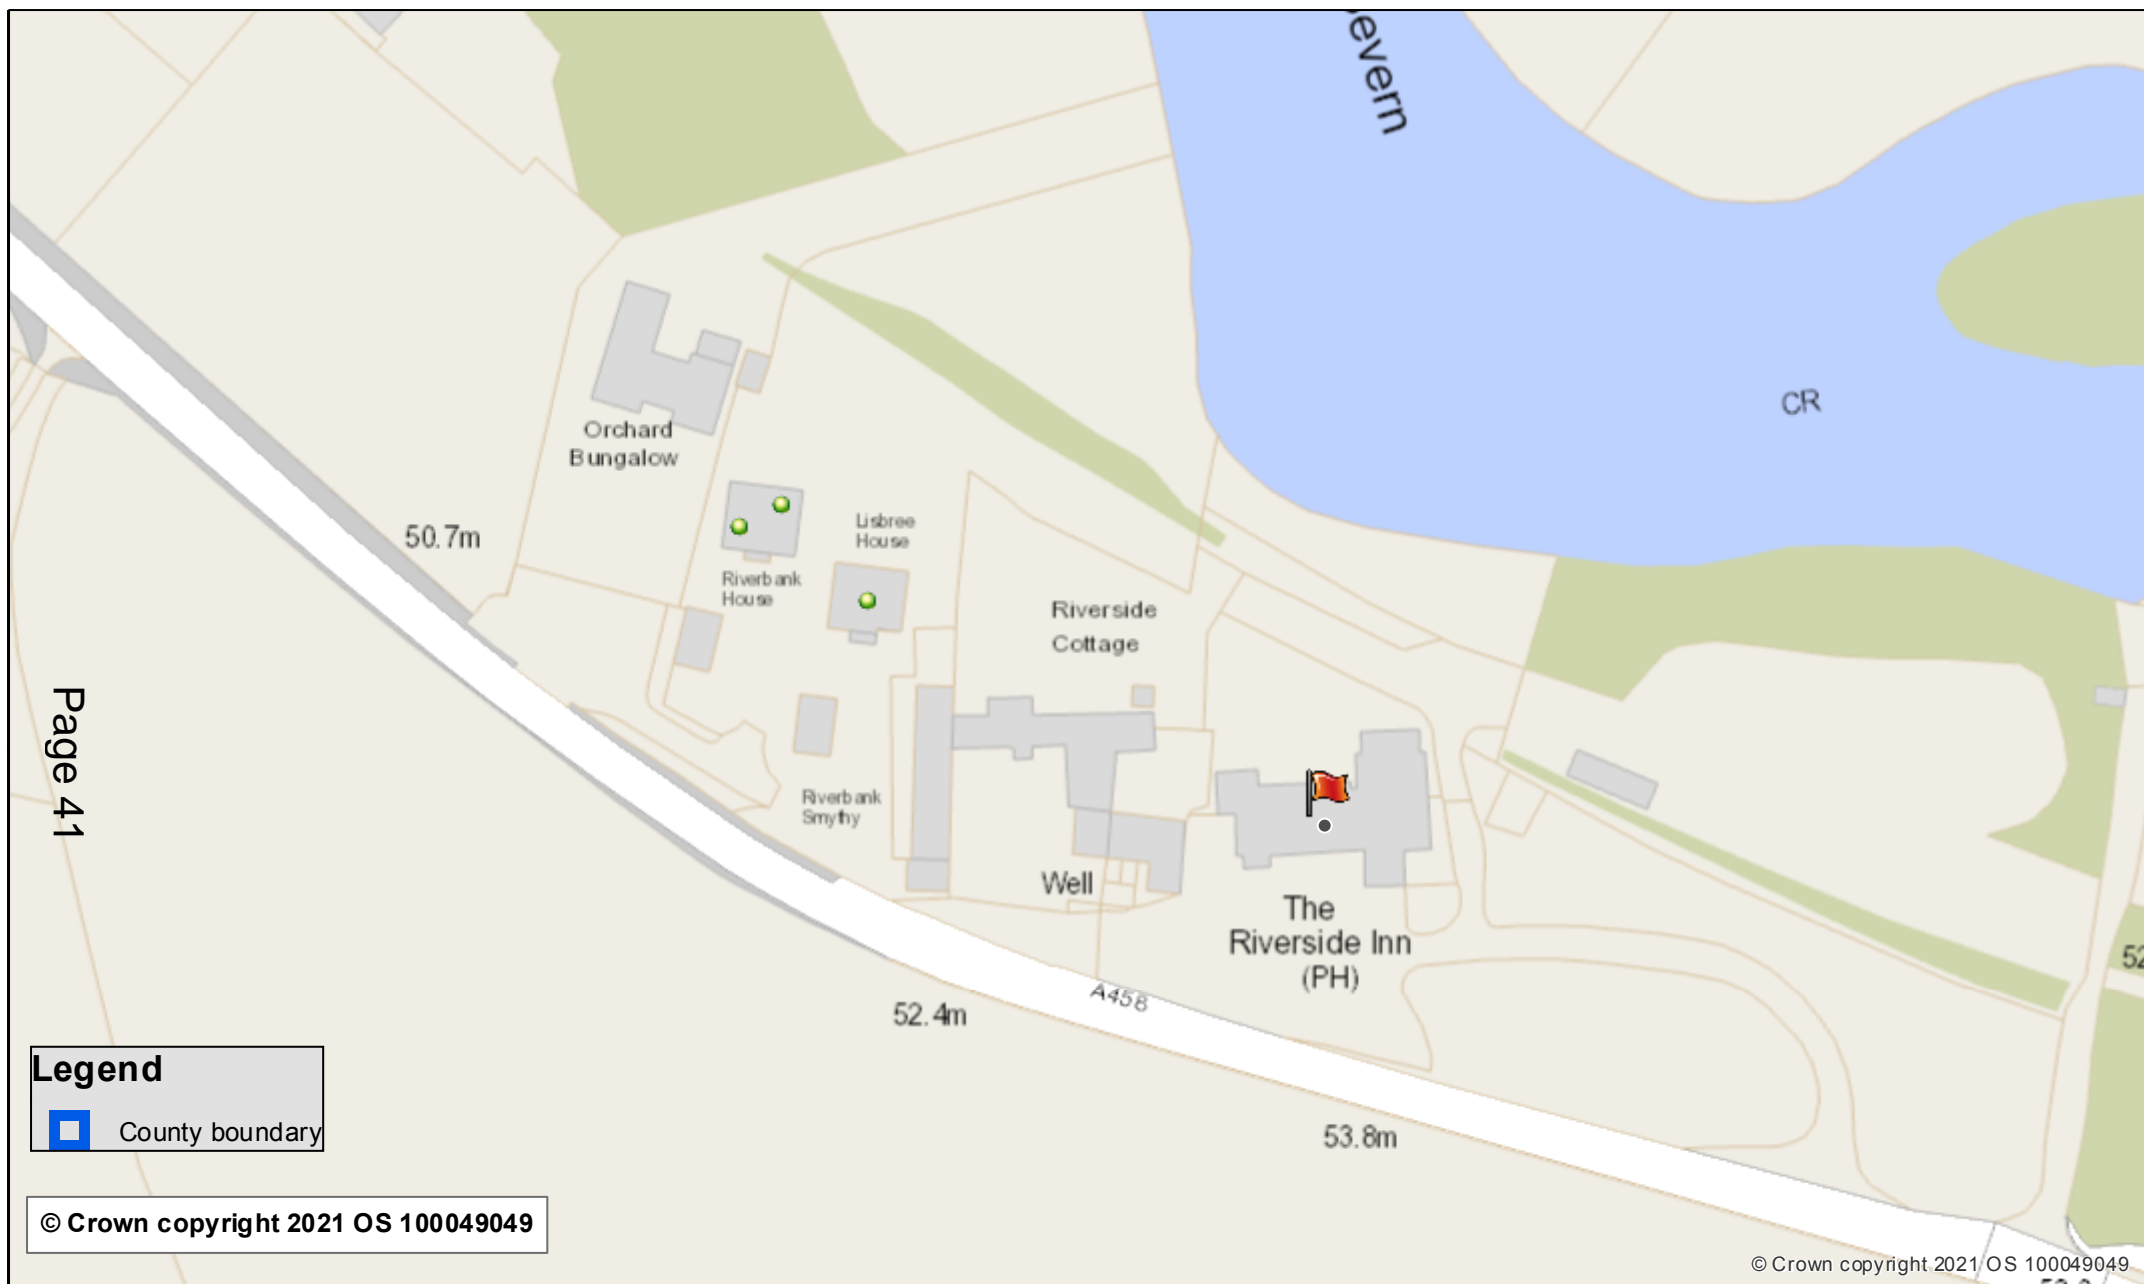 evern
CR
Orchard
Bungalow
50.7m
Lisbree
House
Riverbank
House
Riverside
Cottage
Page 41
Riverbank
Smythy
Well
The
Riverside Inn
(PH)
52
A458
52.4m
53.8m
Legend
County boundary
© Crown copyright 2021 OS 100049049
© Crown copyright 2021 OS 100049049